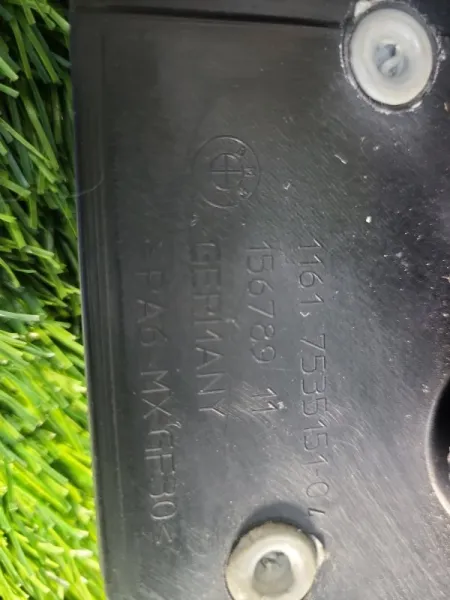 1161 7535151-04
156789 11
GERMANY
>PA6-MX GF30<